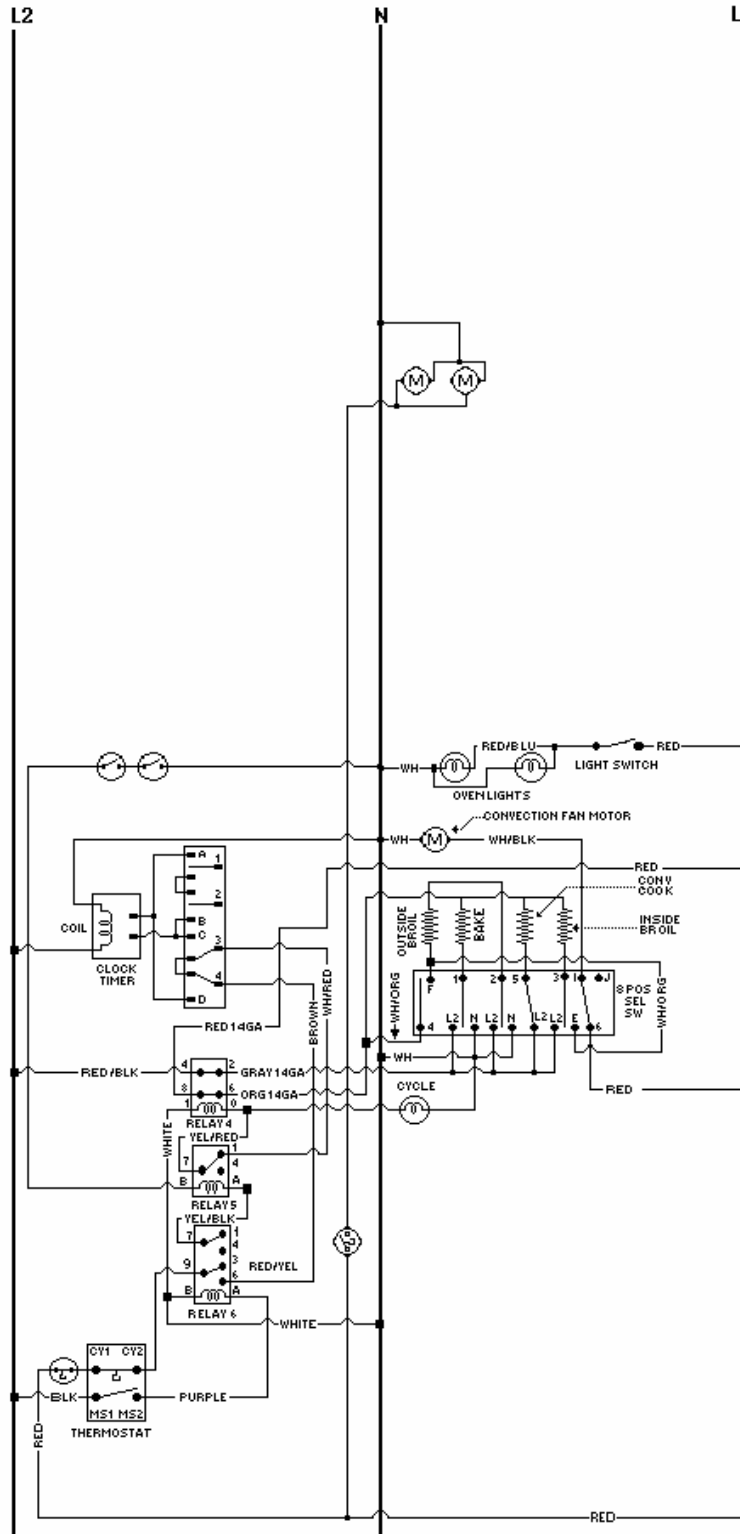 L2 N L
M M
WH RED/BLU RED
LIGHT SWITCH
OVEN LIGHTS
CONVECTION FAN MOTOR
WH M WH/BLK
RED
A
1
2
B
C
3
4
D
COIL
CLOCK
TIMER
CONV
COOK
OUTSIDE
BROIL
BAKE
INSIDE
BROIL
F 1 2 5 3 I J
8 POS
SEL
SW
4 L2 N L2 N L2 L2 E 6
WH/ORG
WH/ORG
WH/RED
BROWN
RED 14GA
WH
RED/BLK 4 2 GRAY 14GA
8 6 ORG 14GA
1 0
RELAY 4
CYCLE
RED
WHITE
YEL/RED
7 1
4
B A
RELAY 5
YEL/BLK
7 1
4
9 3
6
RED/YEL
B A
RELAY 6
WHITE
CY1 CY2
BLK
PURPLE
MS1 MS2
THERMOSTAT
RED
RED